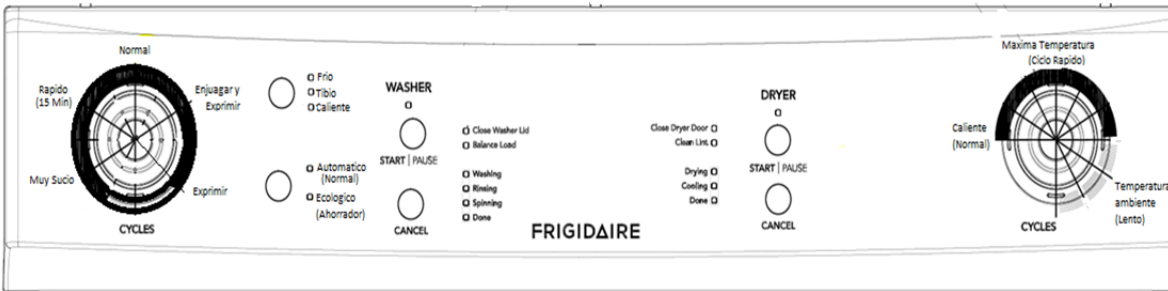 Normal
Rapido
(15 Min)
Enjuagar y
Exprimir
Muy Sucio
Exprimir
CYCLES
Frio
Tibio
Caliente
Automatico
(Normal)
Ecologico
(Ahorrador)
WASHER
START | PAUSE
CANCEL
Close Washer Lid
Balance Load
Washing
Rinsing
Spinning
Done
FRIGIDAIRE
Close Dryer Door
Clean Lint
Drying
Cooling
Done
DRYER
START | PAUSE
CANCEL
Maxima Temperatura
(Ciclo Rapido)
Caliente
(Normal)
Temperatura
ambiente
(Lento)
CYCLES